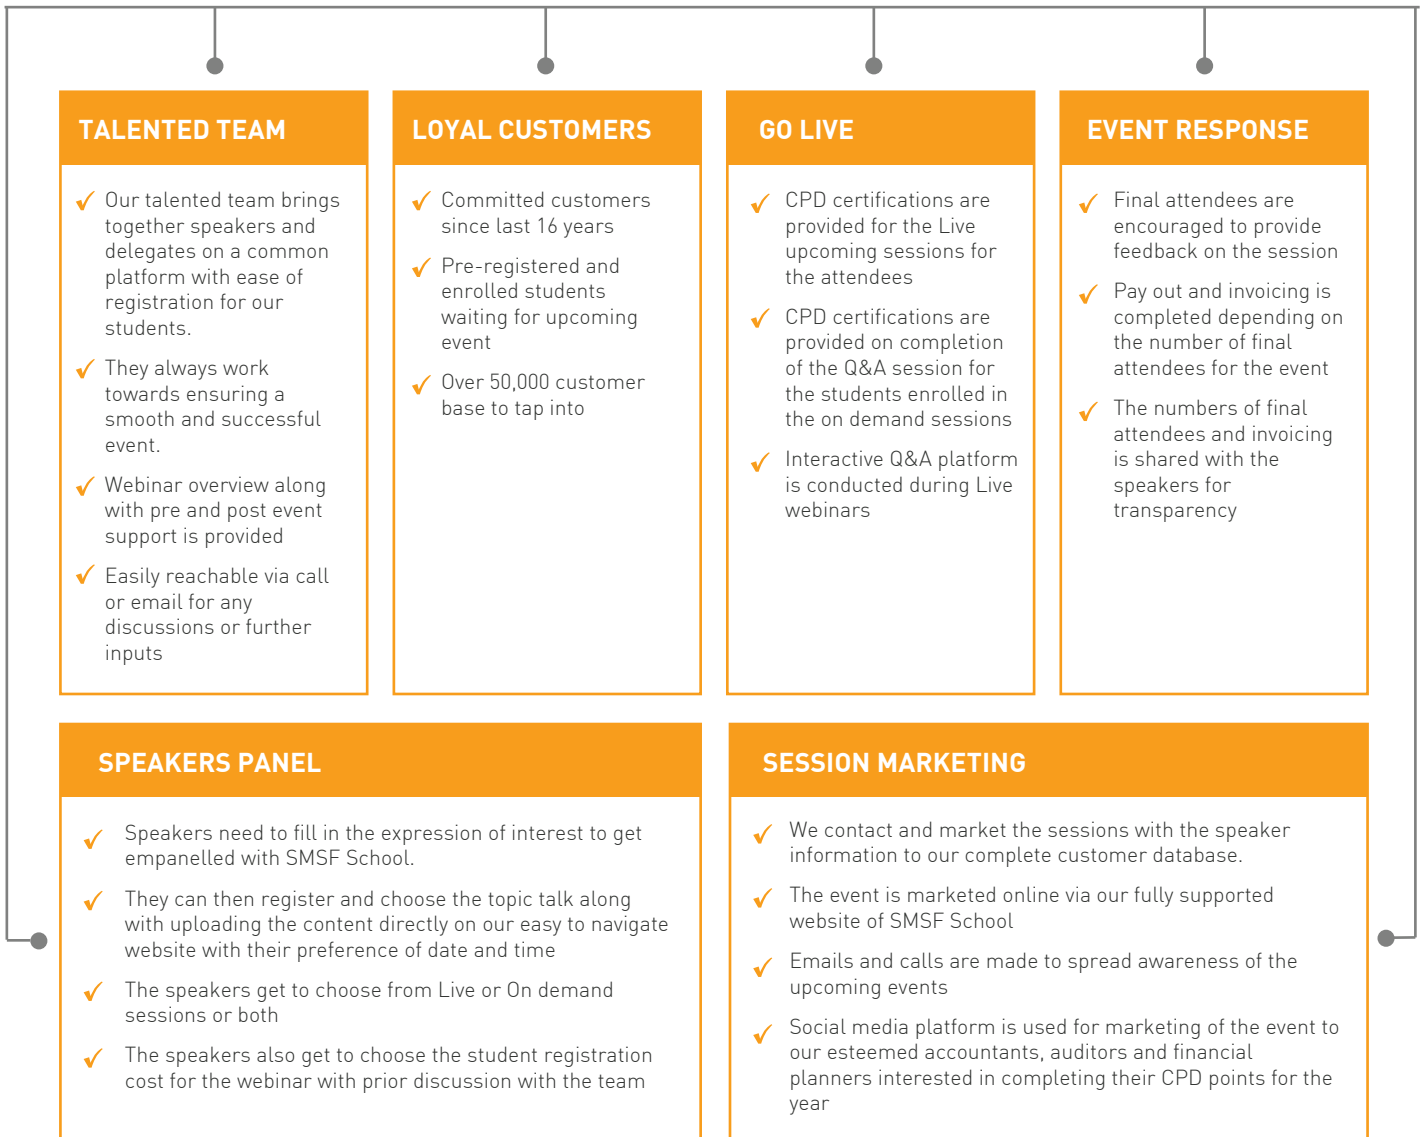 TALENTED TEAM
Our talented team brings
together speakers and
delegates on a common
platform with ease of
registration for our
students.
They always work
towards ensuring a
smooth and successful
event.
Webinar overview along
with pre and post event
support is provided
Easily reachable via call
or email for any
discussions or further
inputs
LOYAL CUSTOMERS
Committed customers
since last 16 years
Pre-registered and
enrolled students
waiting for upcoming
event
Over 50,000 customer
base to tap into
GO LIVE
CPD certifications are
provided for the Live
upcoming sessions for
the attendees
CPD certifications are
provided on completion
of the Q&A session for
the students enrolled in
the on demand sessions
Interactive Q&A platform
is conducted during Live
webinars
EVENT RESPONSE
Final attendees are
encouraged to provide
feedback on the session
Pay out and invoicing is
completed depending on
the number of final
attendees for the event
The numbers of final
attendees and invoicing
is shared with the
speakers for
transparency
SPEAKERS PANEL
Speakers need to fill in the expression of interest to get
empanelled with SMSF School.
They can then register and choose the topic talk along
with uploading the content directly on our easy to navigate
website with their preference of date and time
The speakers get to choose from Live or On demand
sessions or both
The speakers also get to choose the student registration
cost for the webinar with prior discussion with the team
SESSION MARKETING
We contact and market the sessions with the speaker
information to our complete customer database.
The event is marketed online via our fully supported
website of SMSF School
Emails and calls are made to spread awareness of the
upcoming events
Social media platform is used for marketing of the event to
our esteemed accountants, auditors and financial
planners interested in completing their CPD points for the
year